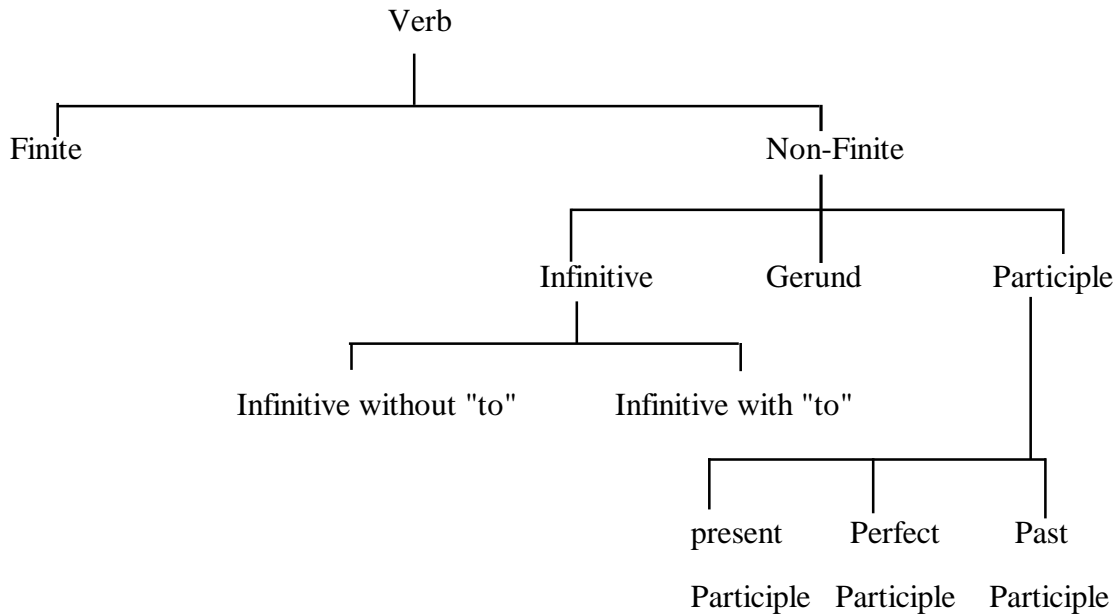 Verb
Finite Non-Finite
Infinitive Gerund Participle
Infinitive without "to" Infinitive with "to"
present Perfect Past
Participle Participle Participle